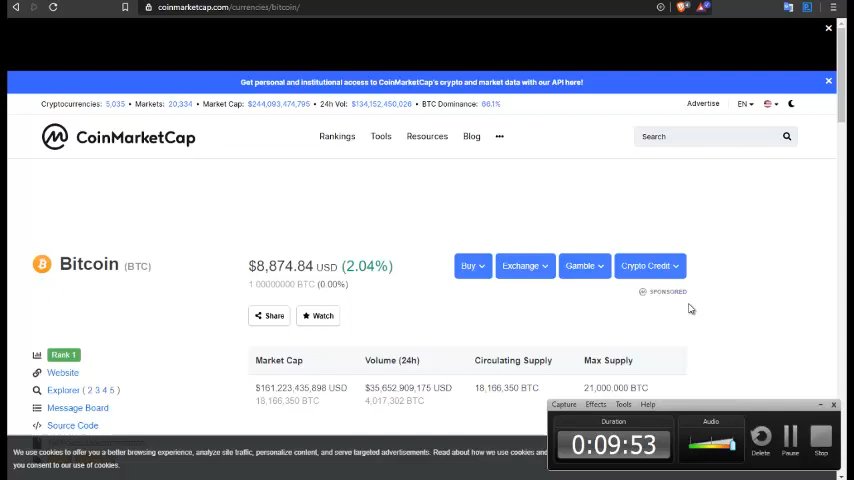 coinmarketcap.com/currencies/bitcoin/
Get personal and institutional access to CoinMarketCap's crypto and market data with our API here!
Cryptocurrencies: 5,035 • Markets: 20,334 • Market Cap: $244,093,474,795 • 24h Vol: $134,152,450,026 • BTC Dominance: 66.1%
Advertise EN
CoinMarketCap
Rankings Tools Resources Blog •••
Search
Bitcoin (BTC)
$8,874.84 USD (2.04%)
1.00000000 BTC (0.00%)
Buy Exchange Gamble Crypto Credit
SPONSORED
Share Watch
Rank 1
Website
Explorer ( 2 3 4 5 )
Message Board
Source Code
Market Cap Volume (24h) Circulating Supply Max Supply
$161,223,435,898 USD $35,652,909,175 USD 18,166,350 BTC 21,000,000 BTC
18,166,350 BTC 4,017,302 BTC
Capture Effects Tools Help
Duration Audio
0:09:53
Delete Pause Stop
We use cookies to offer you a better browsing experience, analyze site traffic, personalize content, and serve targeted advertisements. Read about how we use cookies and
you consent to our use of cookies.